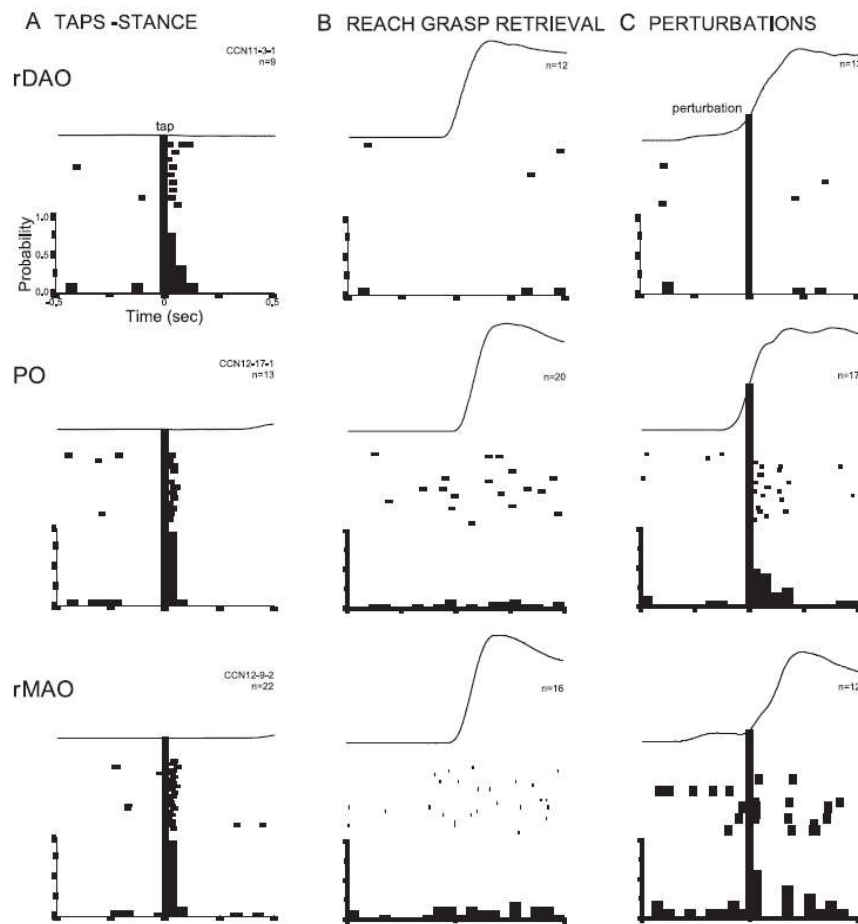 A TAPS -STANCE
B REACH GRASP RETRIEVAL
C PERTURBATIONS
CCN11-3-1
n=9
n=12
n=13
rDAO
tap
perturbation
Probability
1.0
0.5
0.0
-0.5
0
0.5
Time (sec)
PO
CCN12-17-1
n=13
n=20
n=17
rMAO
CCN12-9-2
n=22
n=16
n=12